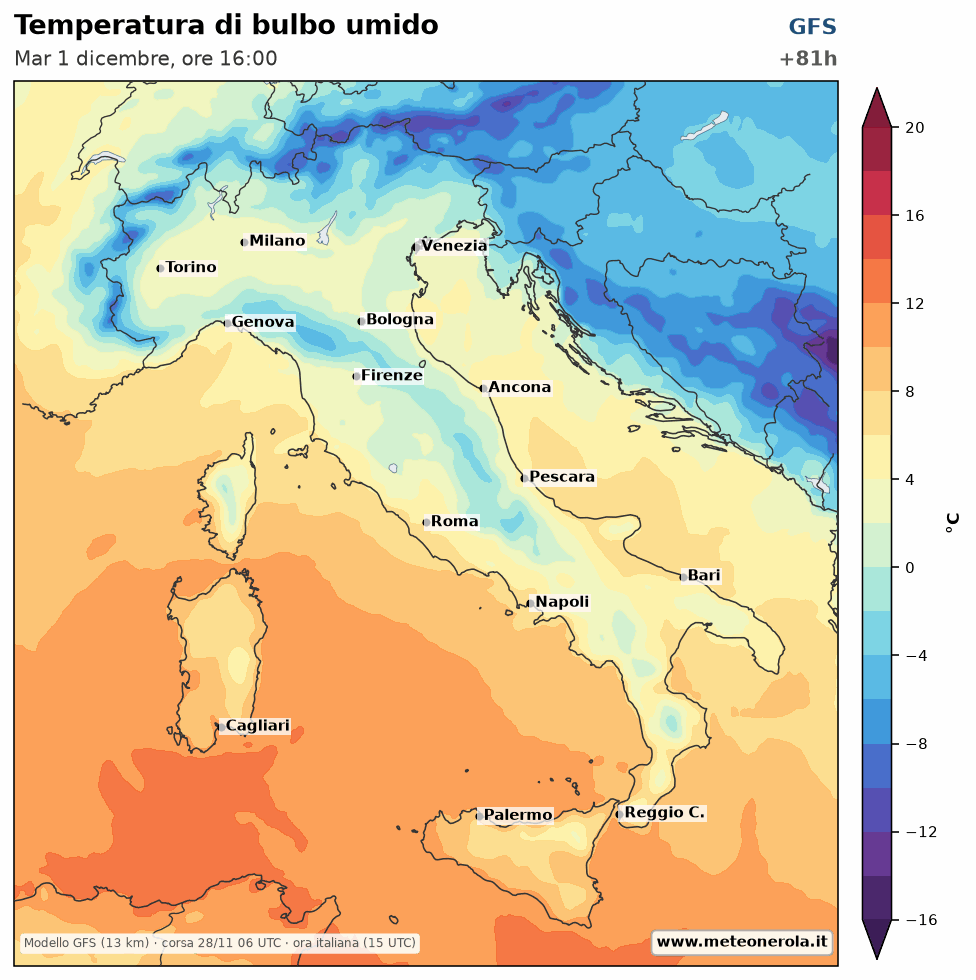 Temperatura di bulbo umido
GFS
Mar 1 dicembre, ore 16:00
+81h
Milano
Venezia
Torino
Genova
Bologna
Firenze
Ancona
Pescara
Roma
Bari
Napoli
Cagliari
Palermo
Reggio C.
20
16
12
8
4
0
−4
−8
−12
−16
°C
Modello GFS (13 km) · corsa 28/11 06 UTC · ora italiana (15 UTC)
www.meteonerola.it